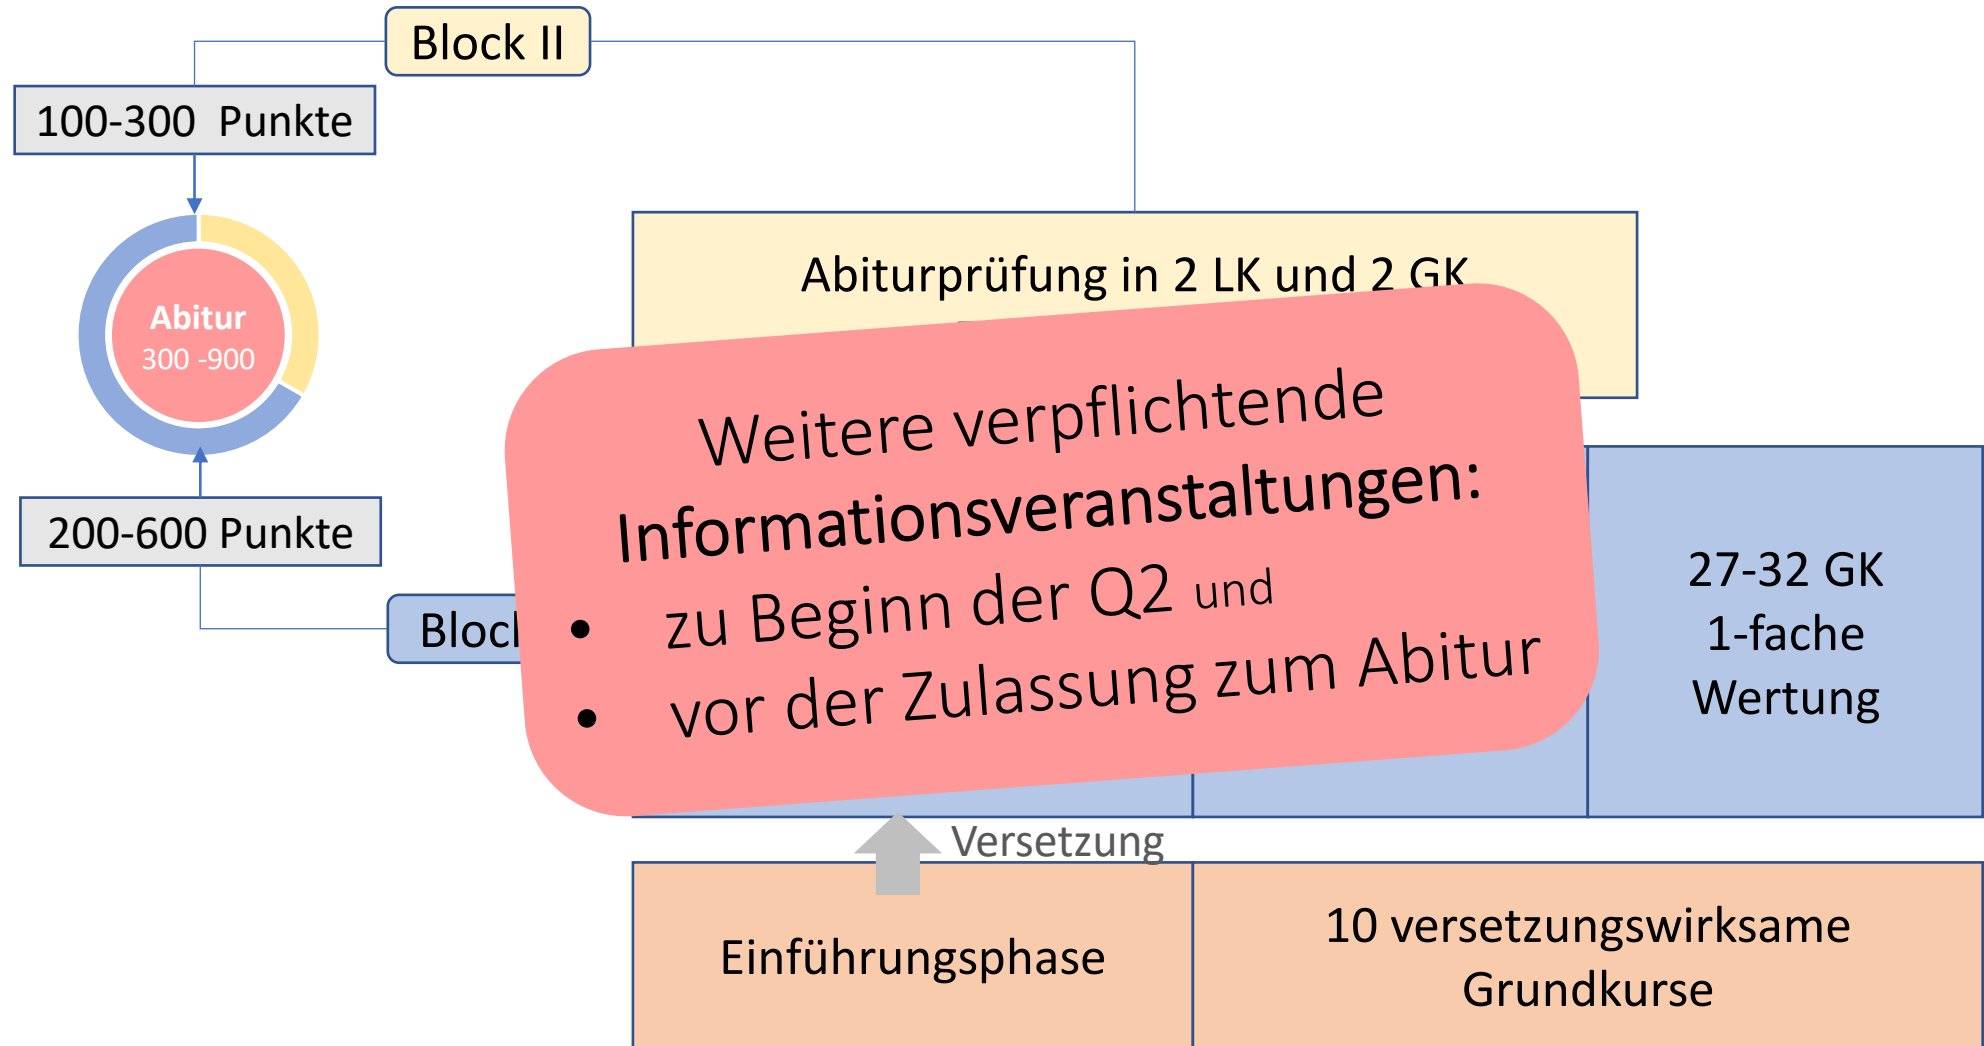 Block II
100-300 Punkte
Abitur
300 -900
200-600 Punkte
Abiturprüfung in 2 LK und 2 GK
Weitere verpflichtende
Informationsveranstaltungen:
• zu Beginn der Q2 und
• vor der Zulassung zum Abitur
27-32 GK
1-fache
Wertung
Versetzung
Einführungsphase
10 versetzungswirksame
Grundkurse